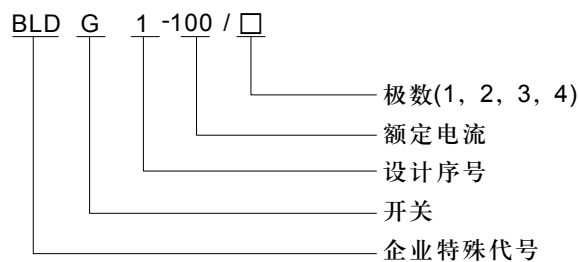 BLD G 1 -100 / □
极数(1, 2, 3, 4)
额定电流
设计序号
开关
企业特殊代号